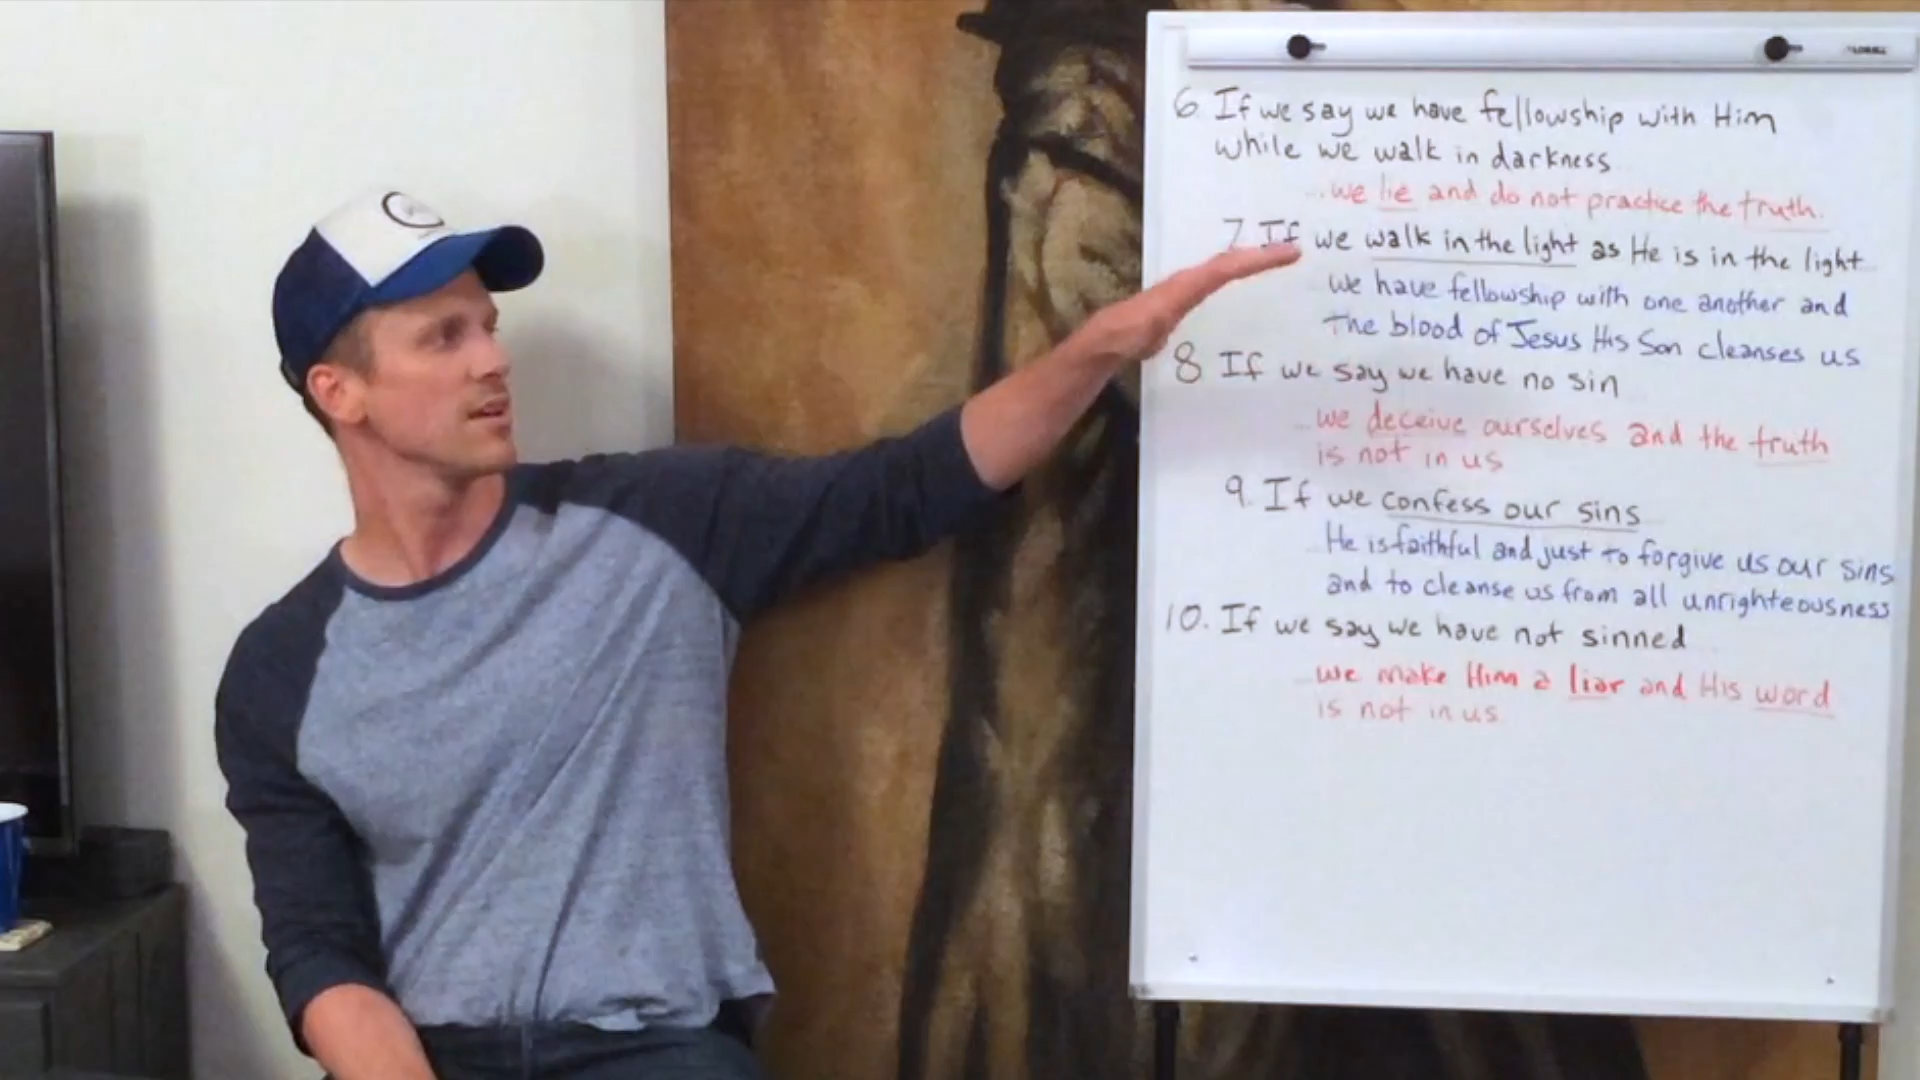 6. If we say we have fellowship with Him
while we walk in darkness
...we lie and do not practice the truth.
7 If we walk in the light as He is in the light
we have fellowship with one another and
The blood of Jesus His Son cleanses us
8 If we say we have no sin
...we deceive ourselves and the truth
is not in us
9. If we confess our sins
He is faithful and just to forgive us our sins
and to cleanse us from all unrighteousness
10. If we say we have not sinned
...we make Him a liar and His word
is not in us